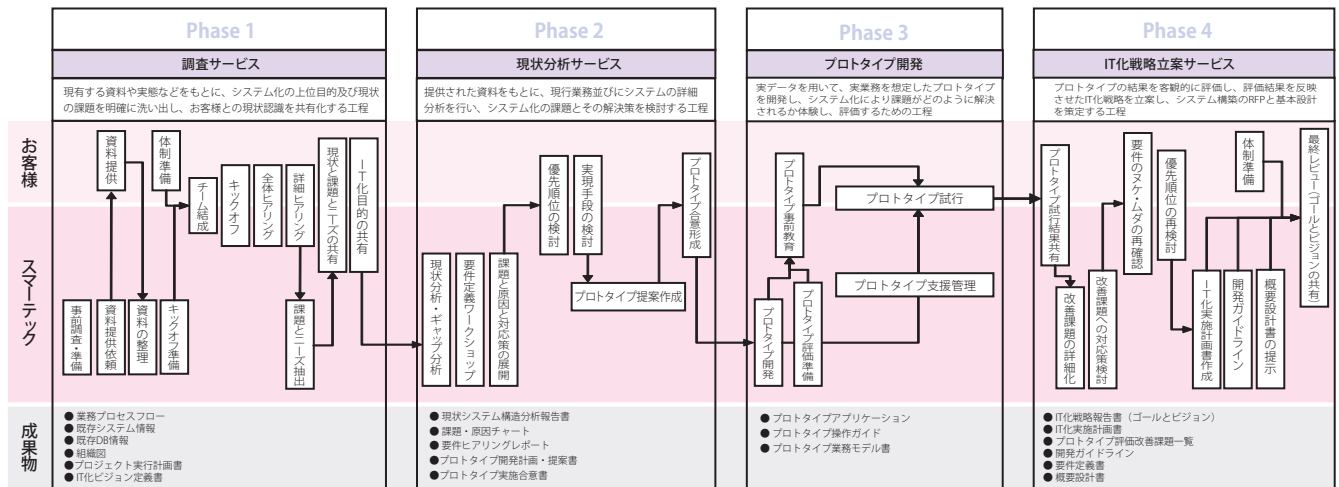 Phase 1
調査サービス
現有する資料や実態などをもとに、システム化の上位目的及び現状
の課題を明確に洗い出し、お客様との現状認識を共有化する工程
Phase 2
現状分析サービス
提供された資料をもとに、現行業務並びにシステムの詳細
分析を行い、システム化の課題とその解決策を検討する工程
Phase 3
プロトタイプ開発
実データを用いて、実業務を想定したプロトタイプ
を開発し、システム化により課題がどのように解決
されるか体験し、評価するための工程
Phase 4
IT化戦略立案サービス
プロトタイプの結果を客観的に評価し、評価結果を反映
させたIT化戦略を立案し、システム構築のRFPと基本設計
を策定する工程
お客様
スマーテック
成果物
事前調査・準備
資料提供依頼
資料提供
資料の整理
体制準備
キックオフ準備
チーム結成
キックオフ
全体ヒアリング
詳細ヒアリング
課題とニーズ抽出
現状と課題とニーズの共有
IT化目的の共有
現状分析・ギャップ分析
要件定義ワークショップ
課題と原因と対応策の展開
優先順位の検討
実現手段の検討
プロトタイプ提案作成
プロトタイプ合意形成
プロトタイプ開発
プロトタイプ事前教育
プロトタイプ評価準備
プロトタイプ試行
プロトタイプ支援管理
プロトタイプ試行結果共有
改善課題の詳細化
改善課題への対応策検討
要件のヌケ・ムダの再確認
優先順位の再検討
IT化実施計画書作成
開発ガイドライン
概要設計書の提示
体制準備
最終レビュー(ゴールとビジョンの共有)
● 業務プロセスフロー
● 既存システム情報
● 既存DB情報
● 組織図
●プロジェクト実行計画書
● IT化ビジョン定義書
● 現状システム構造分析報告書
● 課題・原因チャート
● 要件ヒアリングレポート
●プロトタイプ開発計画・提案書
●プロトタイプ実施合意書
● プロトタイプアプリケーション
● プロトタイプ操作ガイド
● プロトタイプ業務モデル書
● IT化戦略報告書（ゴールとビジョン）
● IT化実施計画書
● プロトタイプ評価改善課題一覧
● 開発ガイドライン
● 要件定義書
● 概要設計書